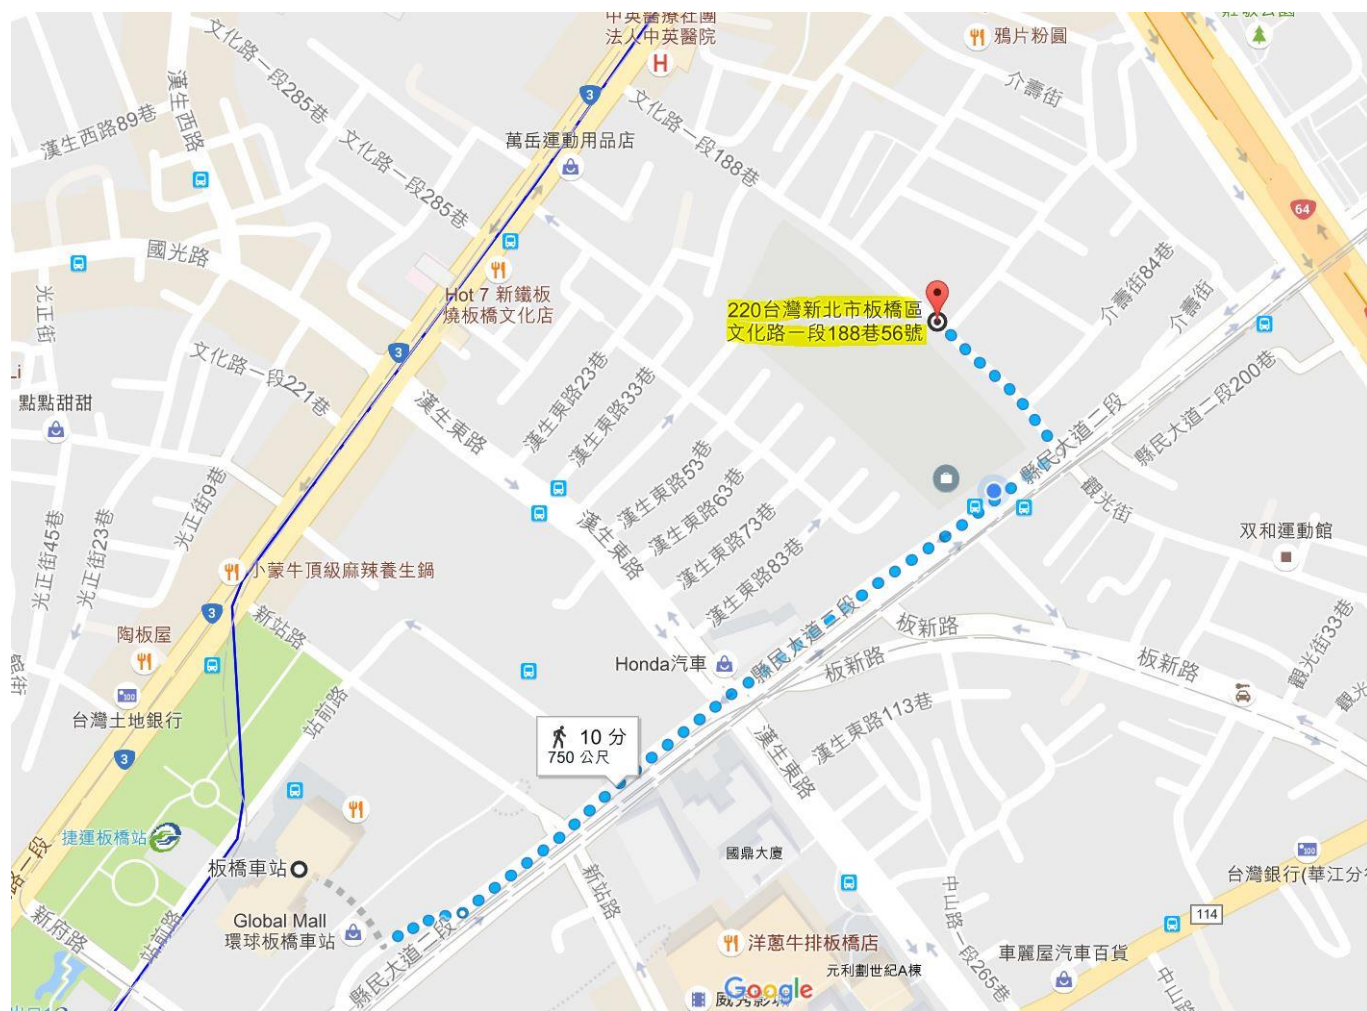 中英醫療社團
法人中英醫院
H
鴉片粉圓
介壽街
文化路一段285巷
漢生西路
漢生西路89巷
文化路一段285巷
3
萬岳運動用品店
文化路一段188巷
64
國光路
光正街
Hot 7 新鐵板
燒板橋文化店
220台灣新北市板橋區
文化路一段188巷56號
介壽街84巷
介壽街
3
文化路一段221巷
點點甜甜
漢生東路
漢生東路23巷
漢生東路33巷
漢生東路53巷
漢生東路63巷
漢生東路73巷
漢生東路83巷
縣民大道二段
縣民大道二段200巷
觀光街
双和運動館
光正街9巷
光正街23巷
光正街45巷
漢生東路
小蒙牛頂級麻辣養生鍋
3
新站路
陶板屋
台灣土地銀行
3
站前路
Honda汽車
縣民大道二段
板新路
板新路
板新路
觀光街33巷
漢生東路113巷
漢生東路
10 分
750 公尺
捷運板橋站
板橋車站
Global Mall
環球板橋車站
新府路
站前路
縣民大道二段
新站路
國鼎大廈
洋蔥牛排板橋店
元利劃世紀A棟
中山路一段265巷
台灣銀行(華江分
114
車麗屋汽車百貨
Google